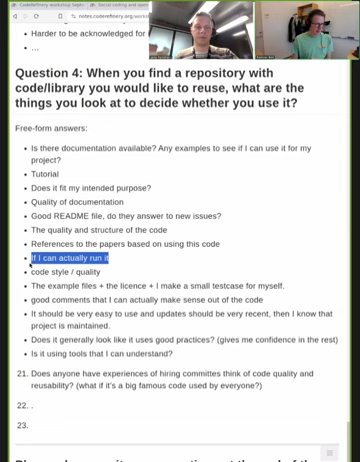 CodeRefinery workshop Septe
Social coding and open
notes.coderefinery.org/works
Harder to be acknowledged for
...
Question 4: When you find a repository with
code/library you would like to reuse, what are the
things you look at to decide whether you use it?
Free-form answers:
Is there documentation available? Any examples to see if I can use it for my
project?
Tutorial
Does it fit my intended purpose?
Quality of documentation
Good README file, do they answer to new issues?
The quality and structure of the code
References to the papers based on using this code
If I can actually run it
code style / quality
The example files + the licence + I make a small testcase for myself.
good comments that I can actually make sense out of the code
It should be very easy to use and updates should be very recent, then I know that
project is maintained.
Does it generally look like it uses good practices? (gives me confidence in the rest)
Is it using tools that I can understand?
21. Does anyone have experiences of hiring committes think of code quality and
reusability? (what if it's a big famous code used by everyone?)
22. .
23.